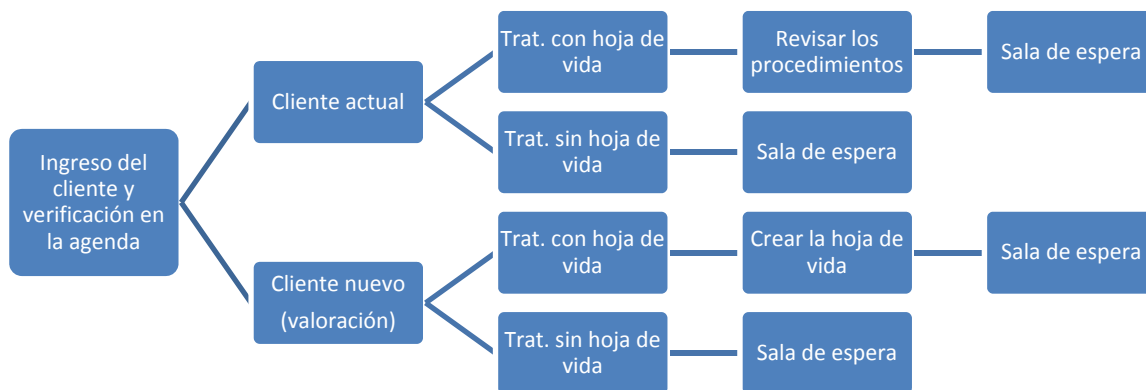 Ingreso del
cliente y
verificación en
la agenda
Cliente actual
Trat. con hoja de
vida
Revisar los
procedimientos
Sala de espera
Trat. sin hoja de
vida
Sala de espera
Cliente nuevo
(valoración)
Trat. con hoja de
vida
Crear la hoja de
vida
Sala de espera
Trat. sin hoja de
vida
Sala de espera